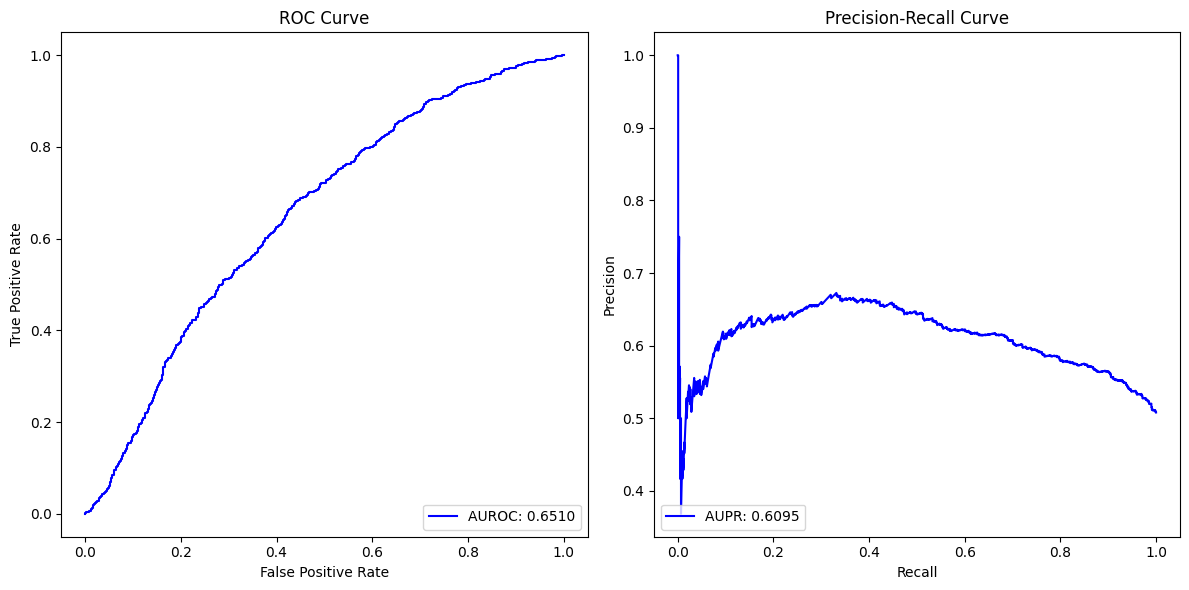 ROC Curve
1.0
0.8
0.6
0.4
0.2
0.0
True Positive Rate
0.0 0.2 0.4 0.6 0.8 1.0
False Positive Rate
AUROC: 0.6510
Precision-Recall Curve
1.0
0.9
0.8
0.7
0.6
0.5
0.4
Precision
0.0 0.2 0.4 0.6 0.8 1.0
Recall
AUPR: 0.6095